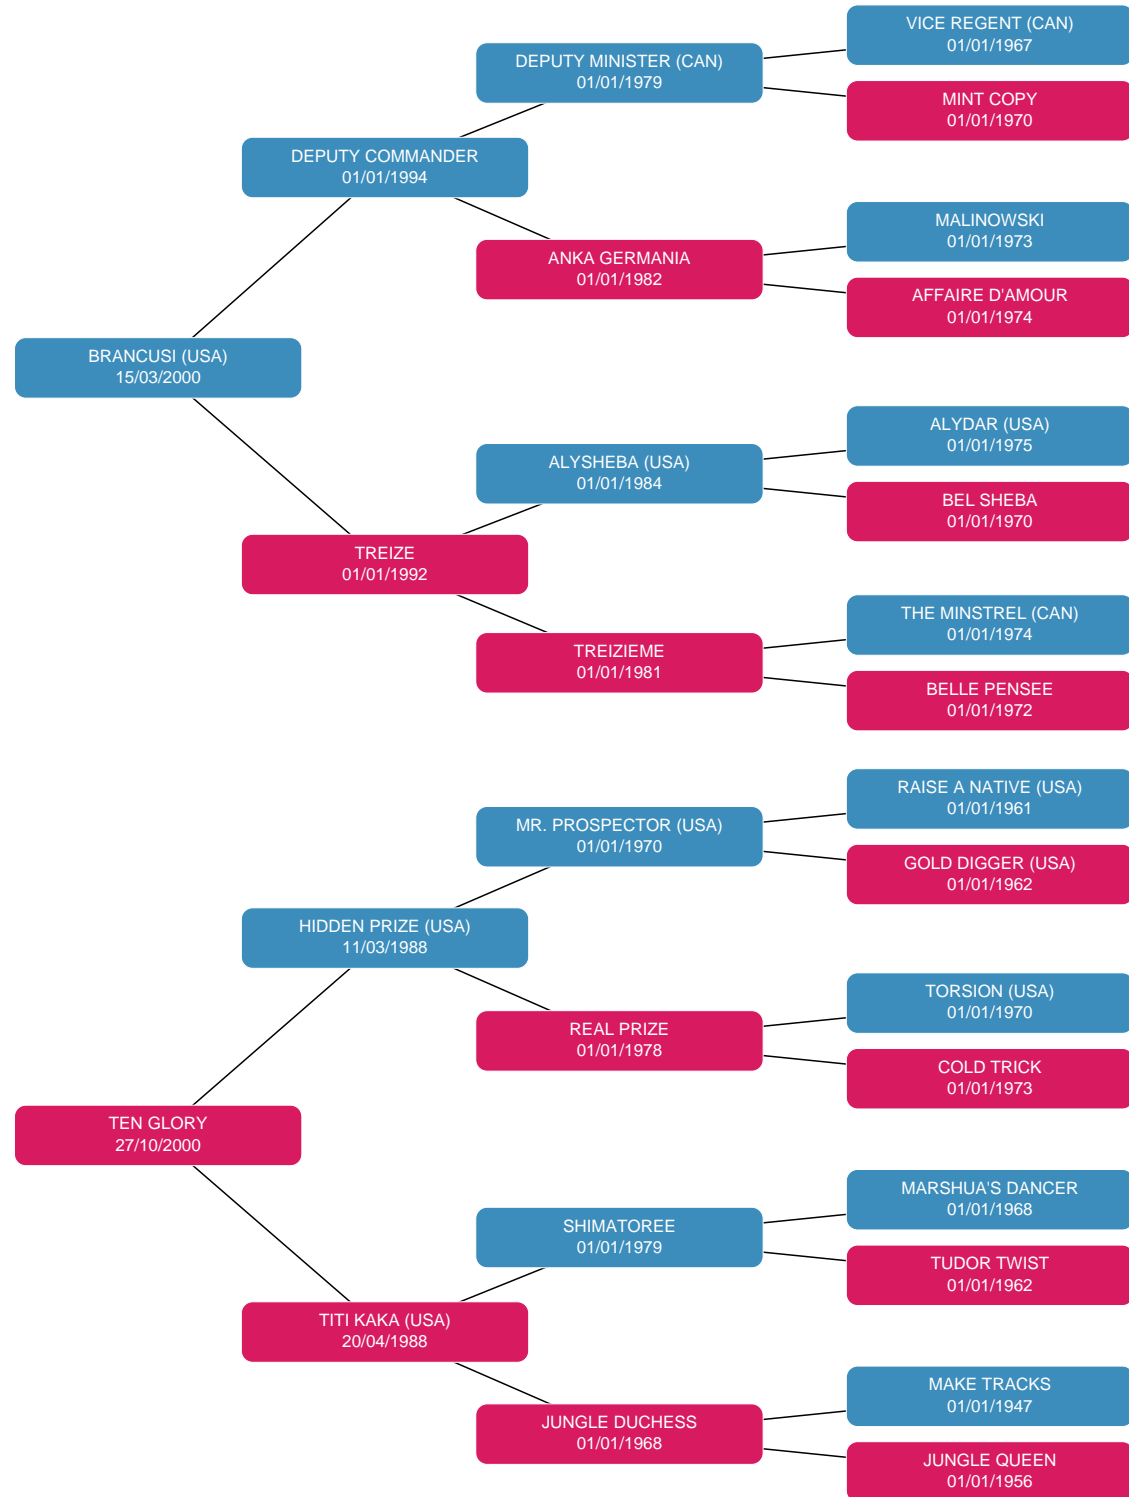 VICE REGENT (CAN)
01/01/1967
DEPUTY MINISTER (CAN)
01/01/1979
MINT COPY
01/01/1970
DEPUTY COMMANDER
01/01/1994
MALINOWSKI
01/01/1973
ANKA GERMANIA
01/01/1982
AFFAIRE D'AMOUR
01/01/1974
BRANCUSI (USA)
15/03/2000
ALYDAR (USA)
01/01/1975
ALYSHEBA (USA)
01/01/1984
BEL SHEBA
01/01/1970
TREIZE
01/01/1992
THE MINSTREL (CAN)
01/01/1974
TREIZIEME
01/01/1981
BELLE PENSEE
01/01/1972
RAISE A NATIVE (USA)
01/01/1961
MR. PROSPECTOR (USA)
01/01/1970
GOLD DIGGER (USA)
01/01/1962
HIDDEN PRIZE (USA)
11/03/1988
TORSION (USA)
01/01/1970
REAL PRIZE
01/01/1978
COLD TRICK
01/01/1973
TEN GLORY
27/10/2000
MARSHUA'S DANCER
01/01/1968
SHIMATOREE
01/01/1979
TUDOR TWIST
01/01/1962
TITI KAKA (USA)
20/04/1988
MAKE TRACKS
01/01/1947
JUNGLE DUCHESS
01/01/1968
JUNGLE QUEEN
01/01/1956